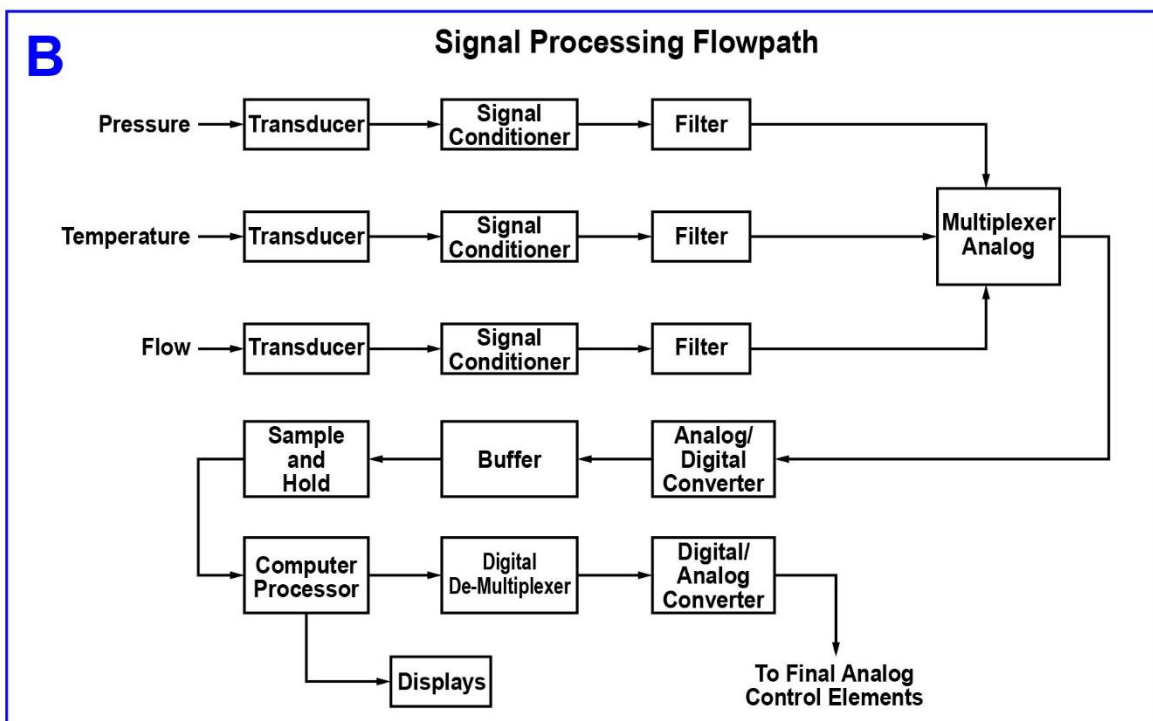 B
Signal Processing Flowpath
Pressure
Transducer
Signal
Conditioner
Filter
Temperature
Transducer
Signal
Conditioner
Filter
Multiplexer
Analog
Flow
Transducer
Signal
Conditioner
Filter
Sample
and
Hold
Buffer
Analog/
Digital
Converter
Computer
Processor
Digital
De-Multiplexer
Digital/
Analog
Converter
Displays
To Final Analog
Control Elements